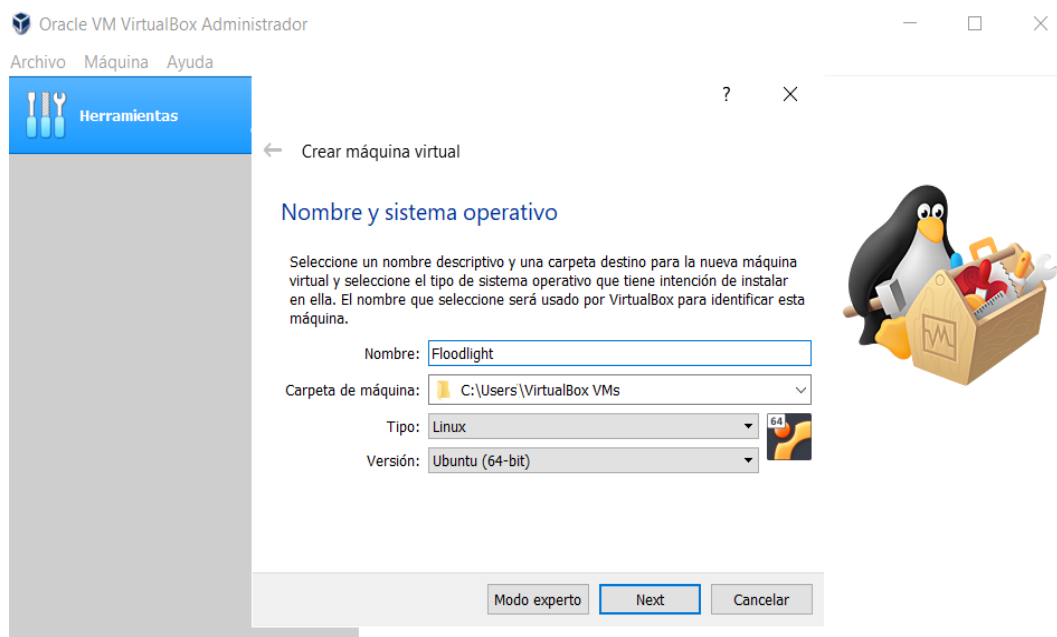 Oracle VM VirtualBox Administrador
Archivo Máquina Ayuda
Herramientas
?
Crear máquina virtual
Nombre y sistema operativo
Seleccione un nombre descriptivo y una carpeta destino para la nueva máquina
virtual y seleccione el tipo de sistema operativo que tiene intención de instalar
en ella. El nombre que seleccione será usado por VirtualBox para identificar esta
máquina.
Nombre: Floodlight
Carpeta de máquina: C:\Users\VirtualBox VMs
Tipo: Linux
64
Versión: Ubuntu (64-bit)
Modo experto Next Cancelar